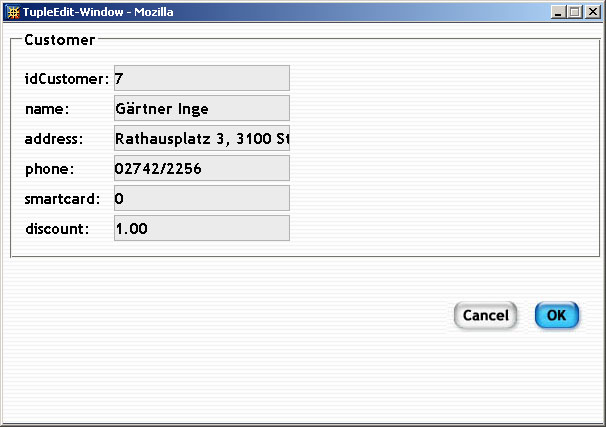 TupleEdit-Window - Mozilla
Customer
idCustomer: 7
name: Gärtner Inge
address: Rathausplatz 3, 3100 St
phone: 02742/2256
smartcard: 0
discount: 1.00
Cancel OK